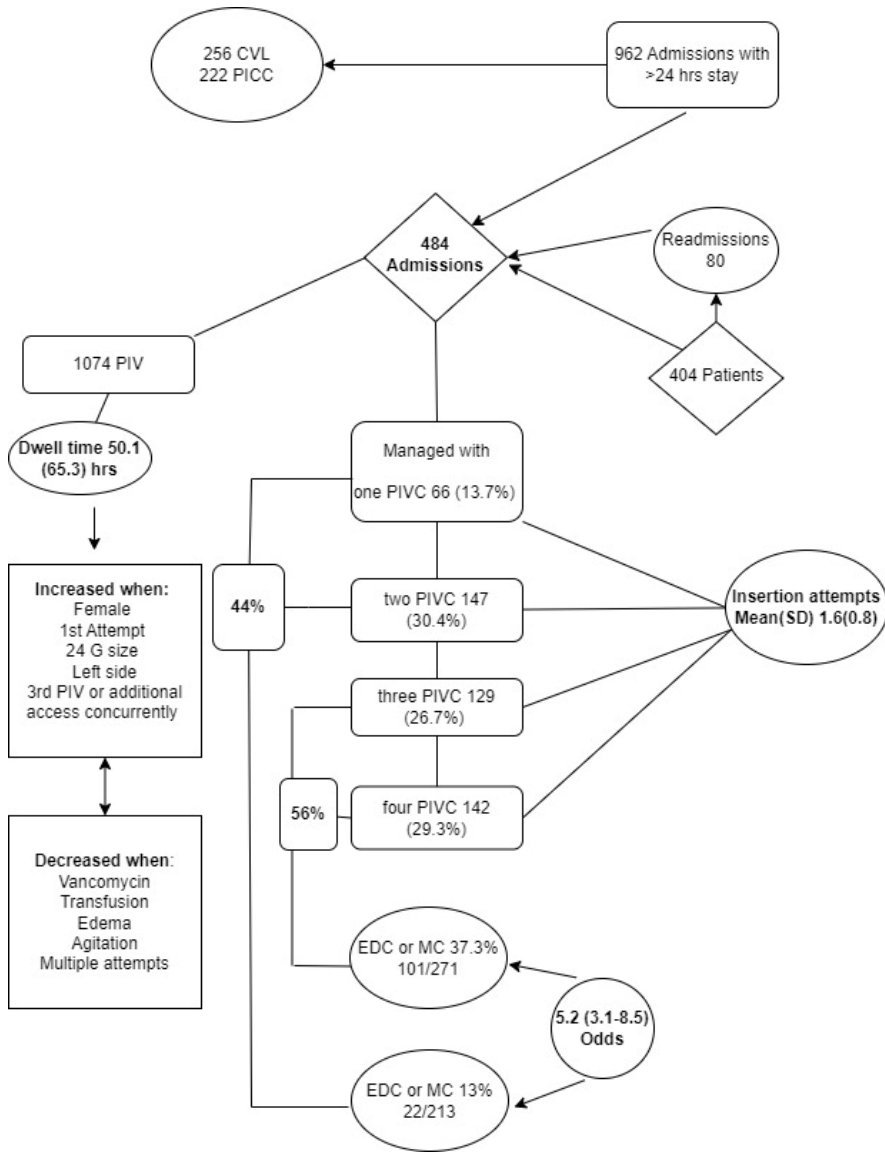 256 CVL
222 PICC
962 Admissions with
>24 hrs stay
484
Admissions
Readmissions
80
404 Patients
1074 PIV
Dwell time 50.1
(65.3) hrs
Managed with
one PIVC 66 (13.7%)
Increased when:
Female
1st Attempt
24 G size
Left side
3rd PIV or additional
access concurrently
44%
two PIVC 147
(30.4%)
Insertion attempts
Mean(SD) 1.6(0.8)
three PIVC 129
(26.7%)
56%
four PIVC 142
(29.3%)
Decreased when:
Vancomycin
Transfusion
Edema
Agitation
Multiple attempts
EDC or MC 37.3%
101/271
5.2 (3.1-8.5)
Odds
EDC or MC 13%
22/213